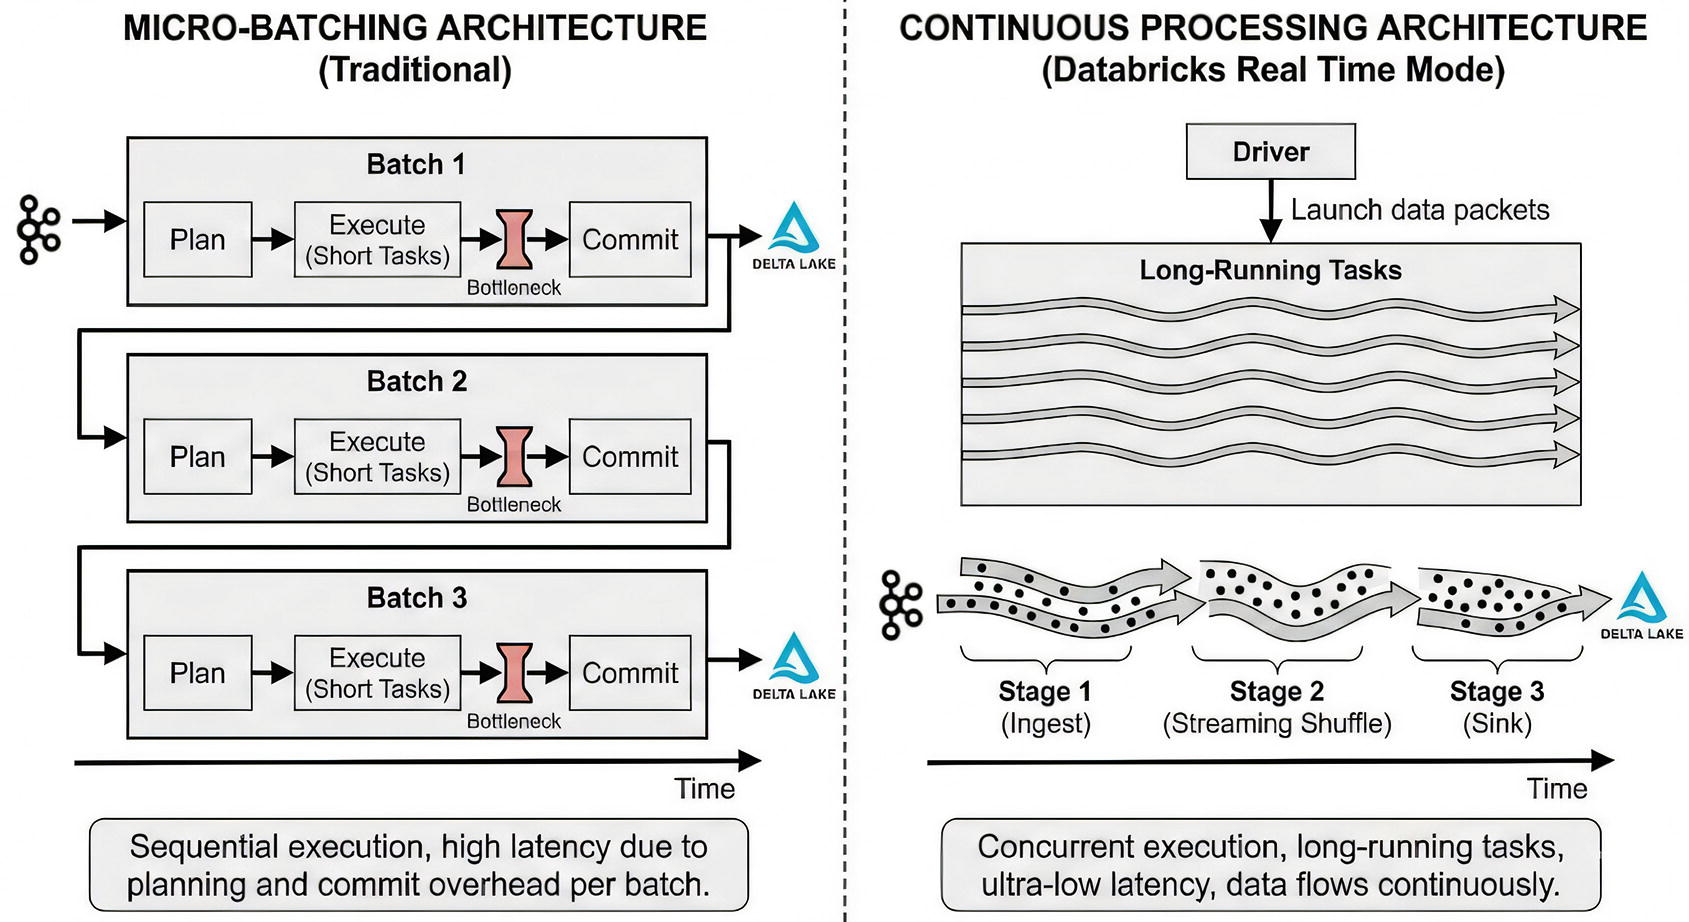 MICRO-BATCHING ARCHITECTURE
(Traditional)
Batch 1
Plan
Execute
(Short Tasks)
Bottleneck
Commit
DELTA LAKE
Batch 2
Plan
Execute
(Short Tasks)
Bottleneck
Commit
Batch 3
Plan
Execute
(Short Tasks)
Bottleneck
Commit
DELTA LAKE
Time
Sequential execution, high latency due to
planning and commit overhead per batch.
CONTINUOUS PROCESSING ARCHITECTURE
(Databricks Real Time Mode)
Driver
Launch data packets
Long-Running Tasks
DELTA LAKE
Stage 1
(Ingest)
Stage 2
(Streaming Shuffle)
Stage 3
(Sink)
Time
Concurrent execution, long-running tasks,
ultra-low latency, data flows continuously.